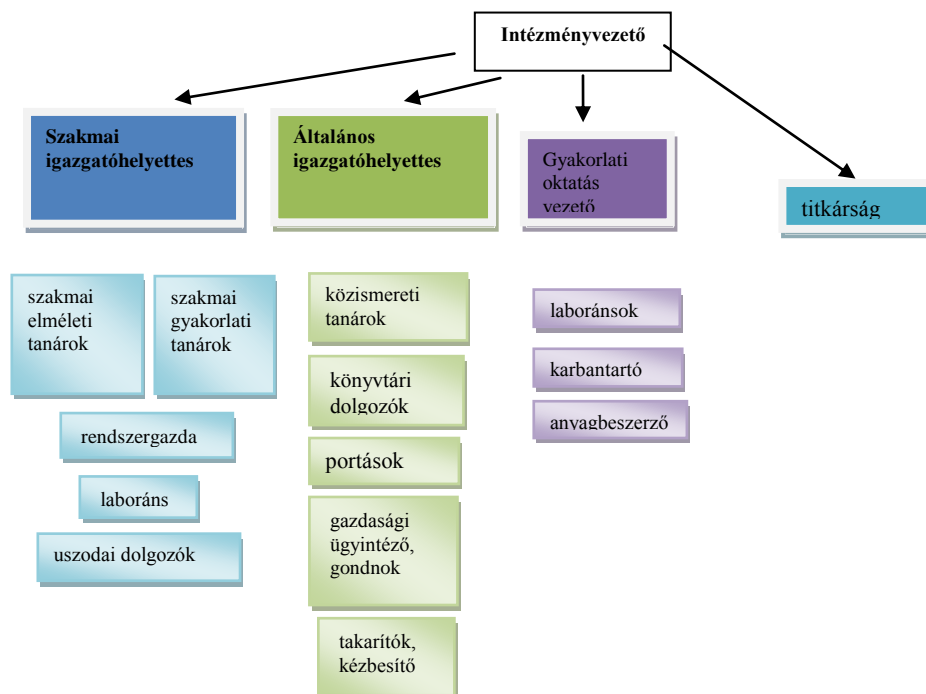 Intézményvezető
Szakmai
igazgatóhelyettes
Általános
igazgatóhelyettes
Gyakorlati
oktatás
vezető
titkárság
szakmai
elméleti
tanárok
szakmai
gyakorlati
tanárok
rendszergazda
laboráns
uszodai dolgozók
közismereti
tanárok
könyvtári
dolgozók
portások
gazdasági
ügyintéző,
gondnok
takarítók,
kézbesítő
laboránsok
karbantartó
anyagbeszerző